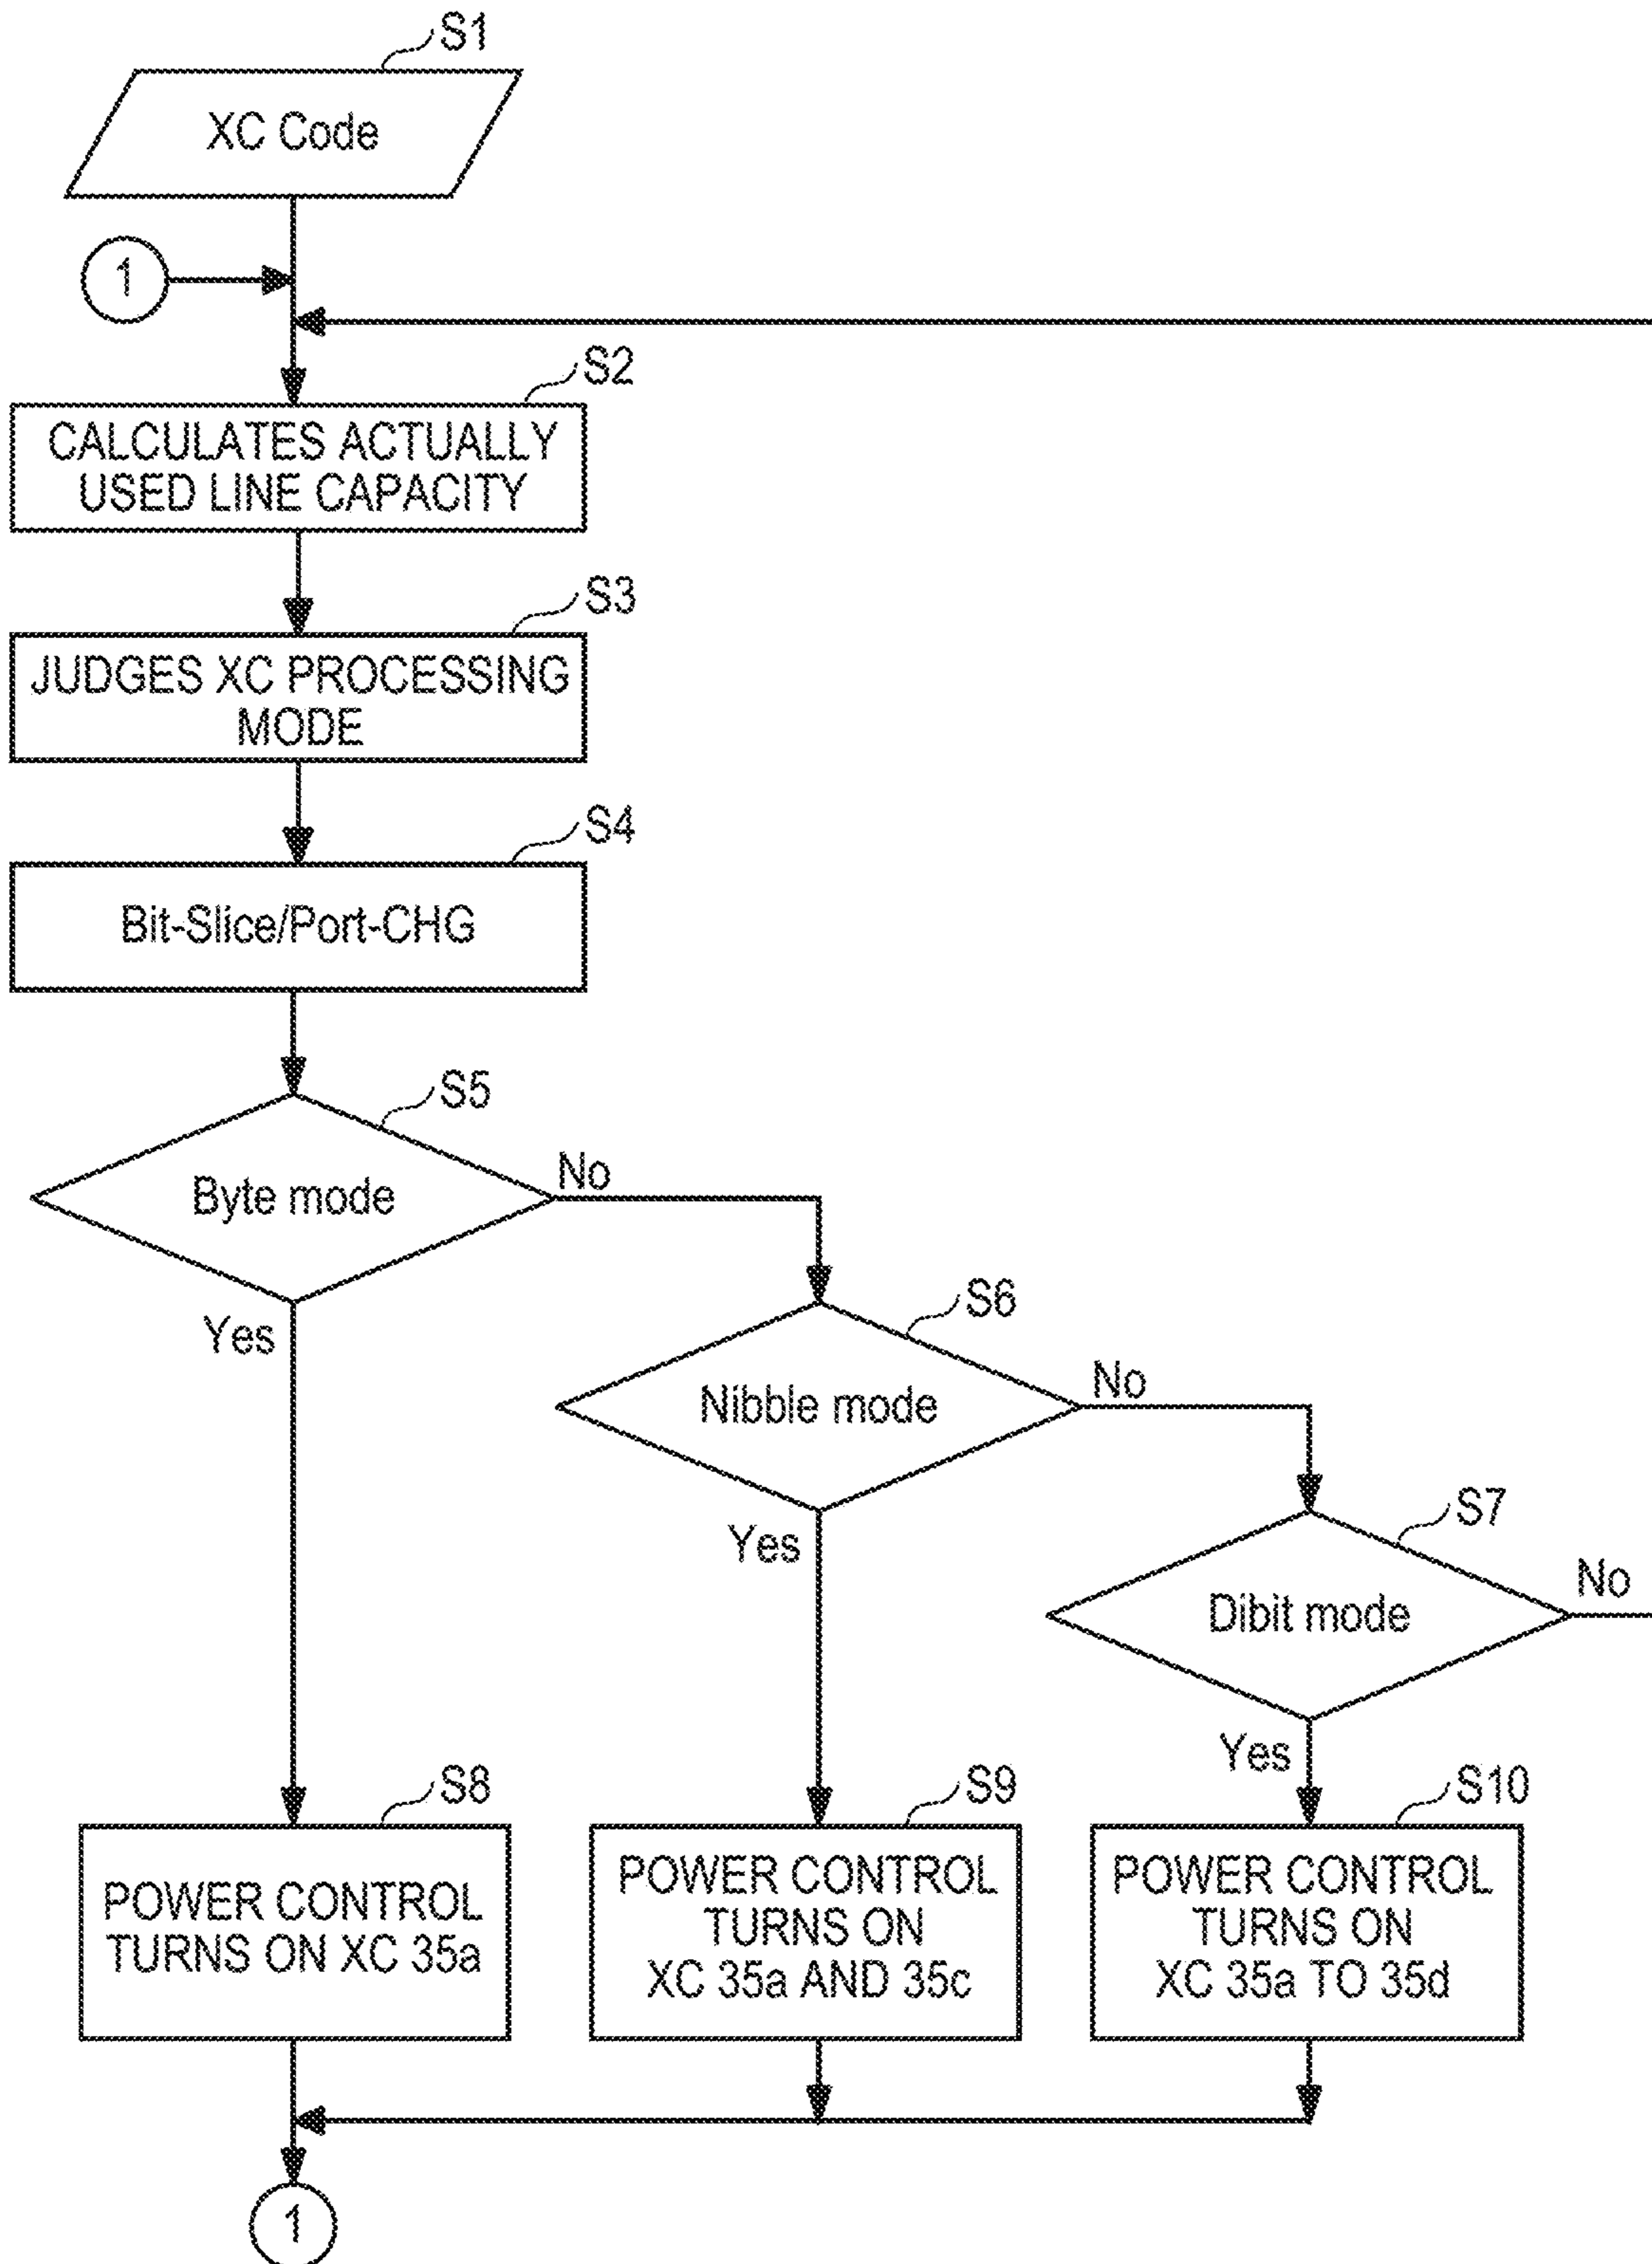 S1
XC Code
1
S2
CALCULATES ACTUALLY
USED LINE CAPACITY
S3
JUDGES XC PROCESSING
MODE
S4
Bit-Slice/Port-CHG
S5
Byte mode
No
Yes
S6
Nibble mode
No
Yes
S7
Dibit mode
No
Yes
S8
POWER CONTROL
TURNS ON XC 35a
S9
POWER CONTROL
TURNS ON
XC 35a AND 35c
S10
POWER CONTROL
TURNS ON
XC 35a TO 35d
1